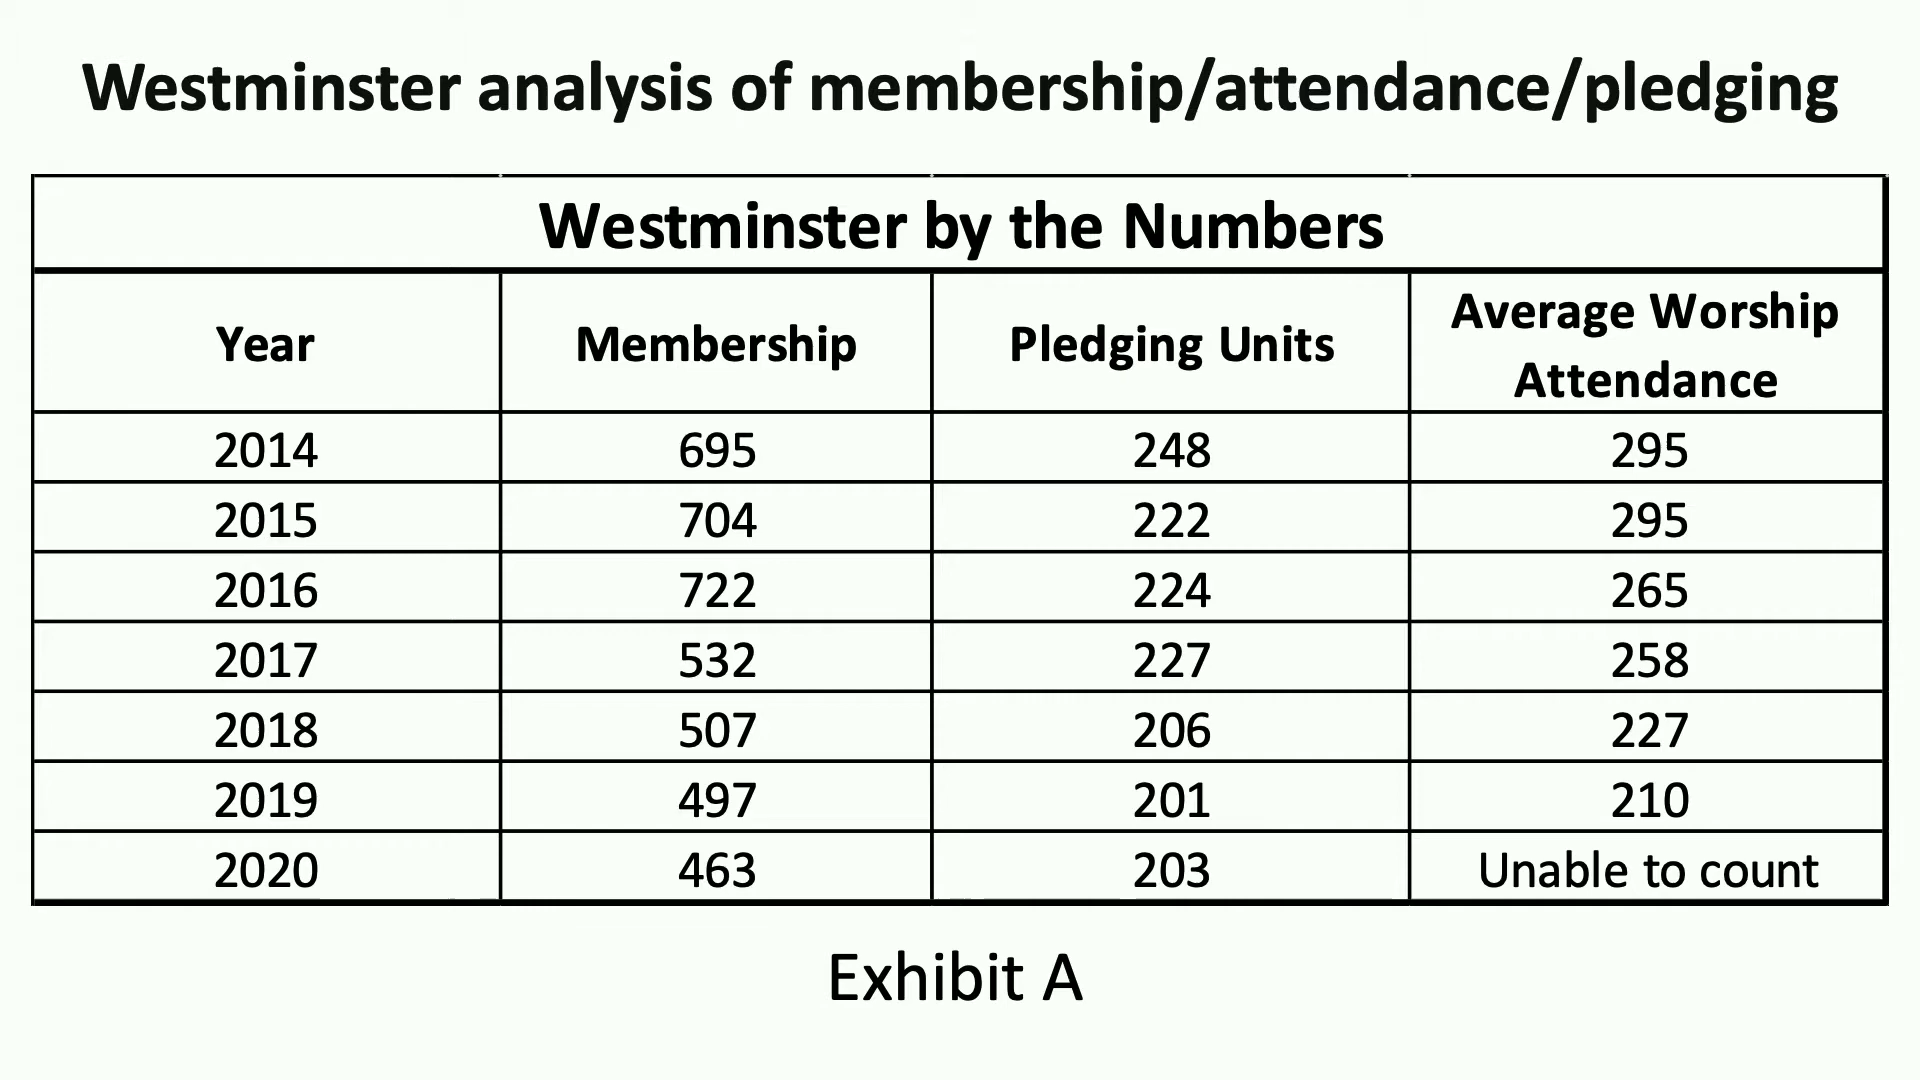 Westminster analysis of membership/attendance/pledging
Westminster by the Numbers
Year Membership Pledging Units Average Worship
Attendance
2014 695 248 295
2015 704 222 295
2016 722 224 265
2017 532 227 258
2018 507 206 227
2019 497 201 210
2020 463 203 Unable to count
Exhibit A